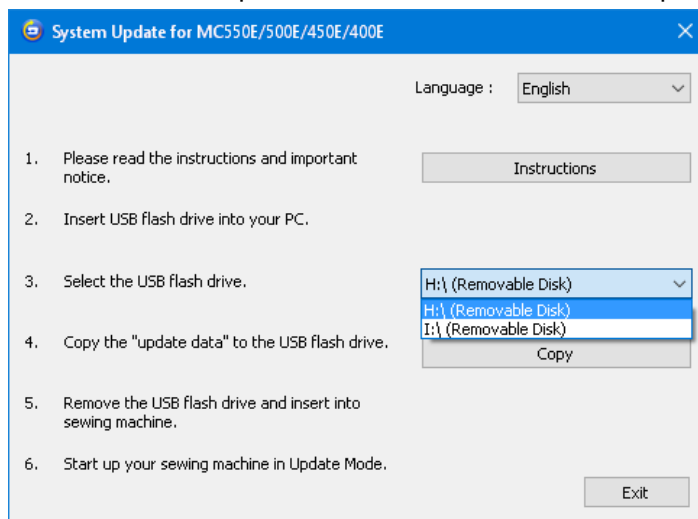 System Update for MC550E/500E/450E/400E
Language :
English
1. Please read the instructions and important
notice.
Instructions
2. Insert USB flash drive into your PC.
3. Select the USB flash drive.
H:\ (Removable Disk)
H:\ (Removable Disk)
I:\ (Removable Disk)
4. Copy the "update data" to the USB flash drive.
Copy
5. Remove the USB flash drive and insert into
sewing machine.
6. Start up your sewing machine in Update Mode.
Exit